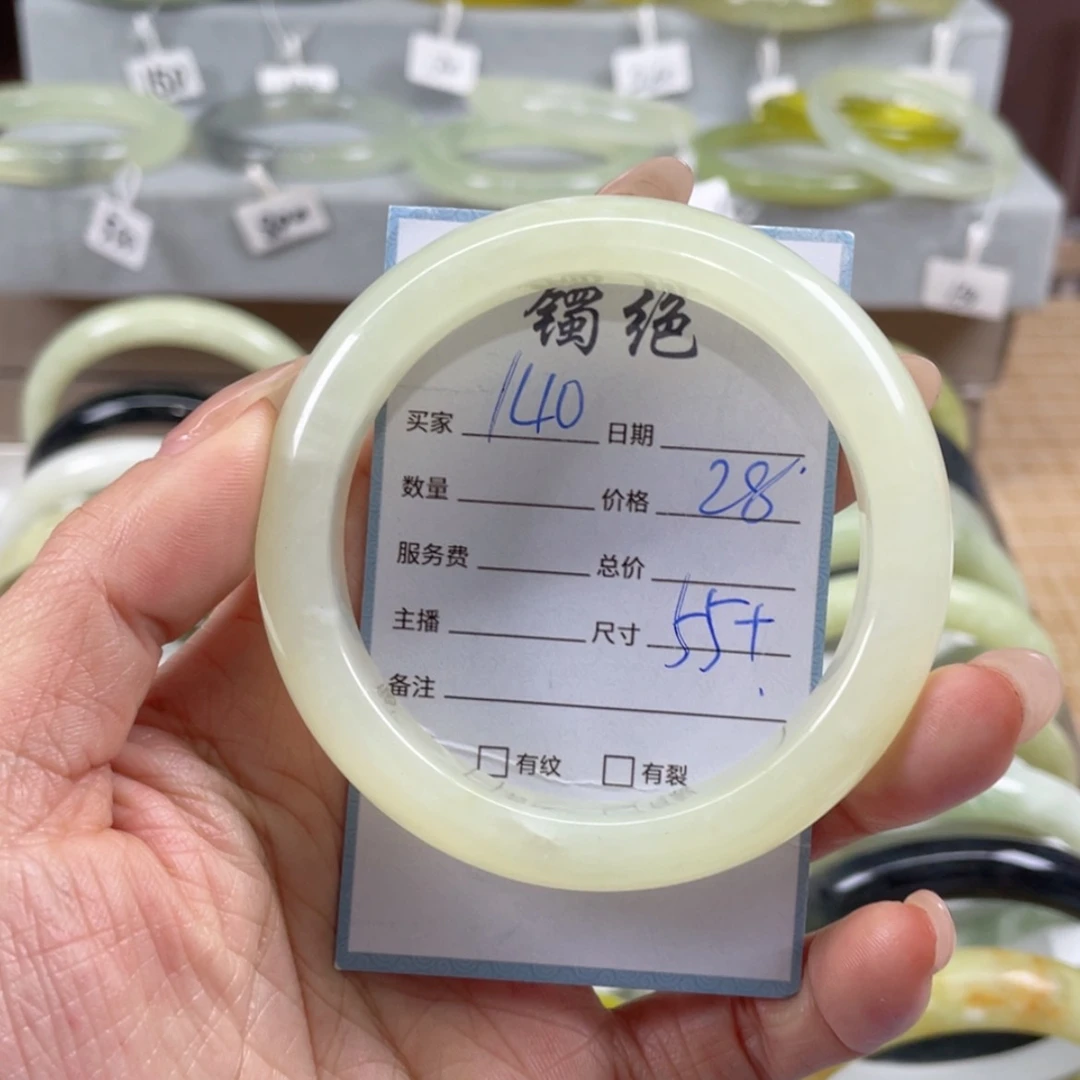 镯绝
买家 140 日期
数量 价格 28
服务费 总价
主播 尺寸 55+
备注
有纹 有裂